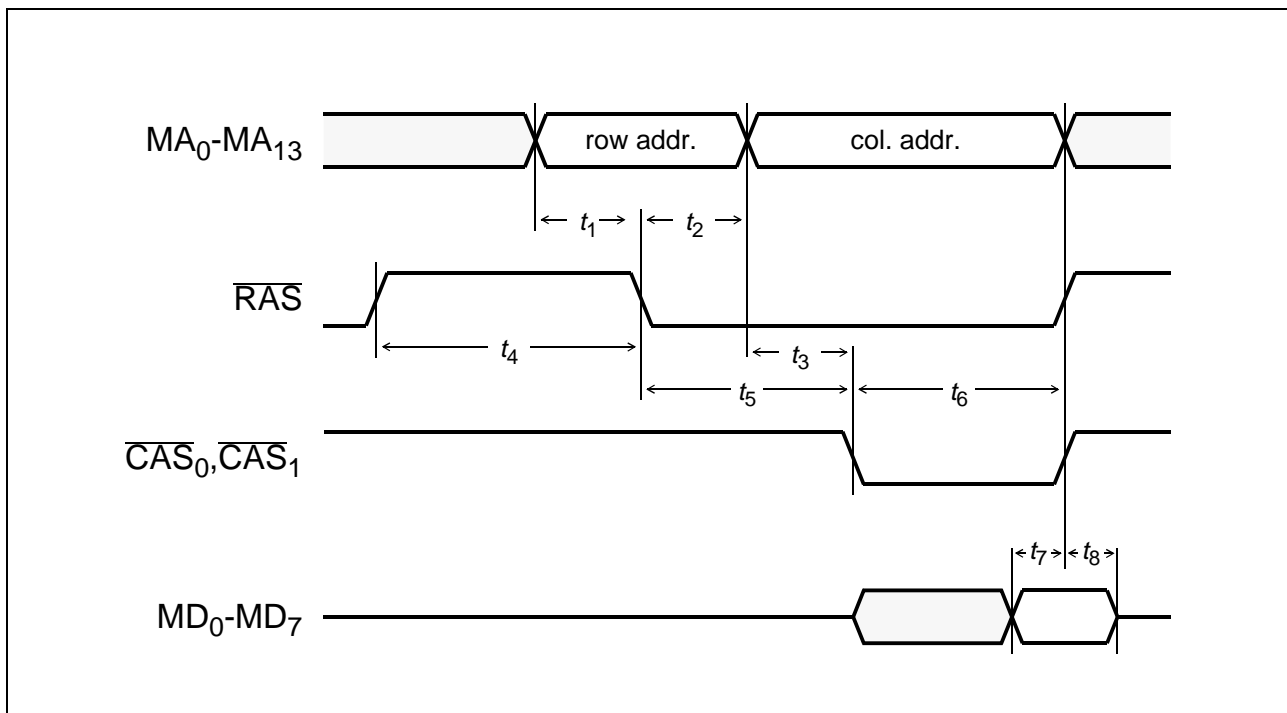 MA0-MA13
row addr.
col. addr.
t1
t2
RAS
t4
t3
t5
t6
CAS0,CAS1
t7
t8
MD0-MD7